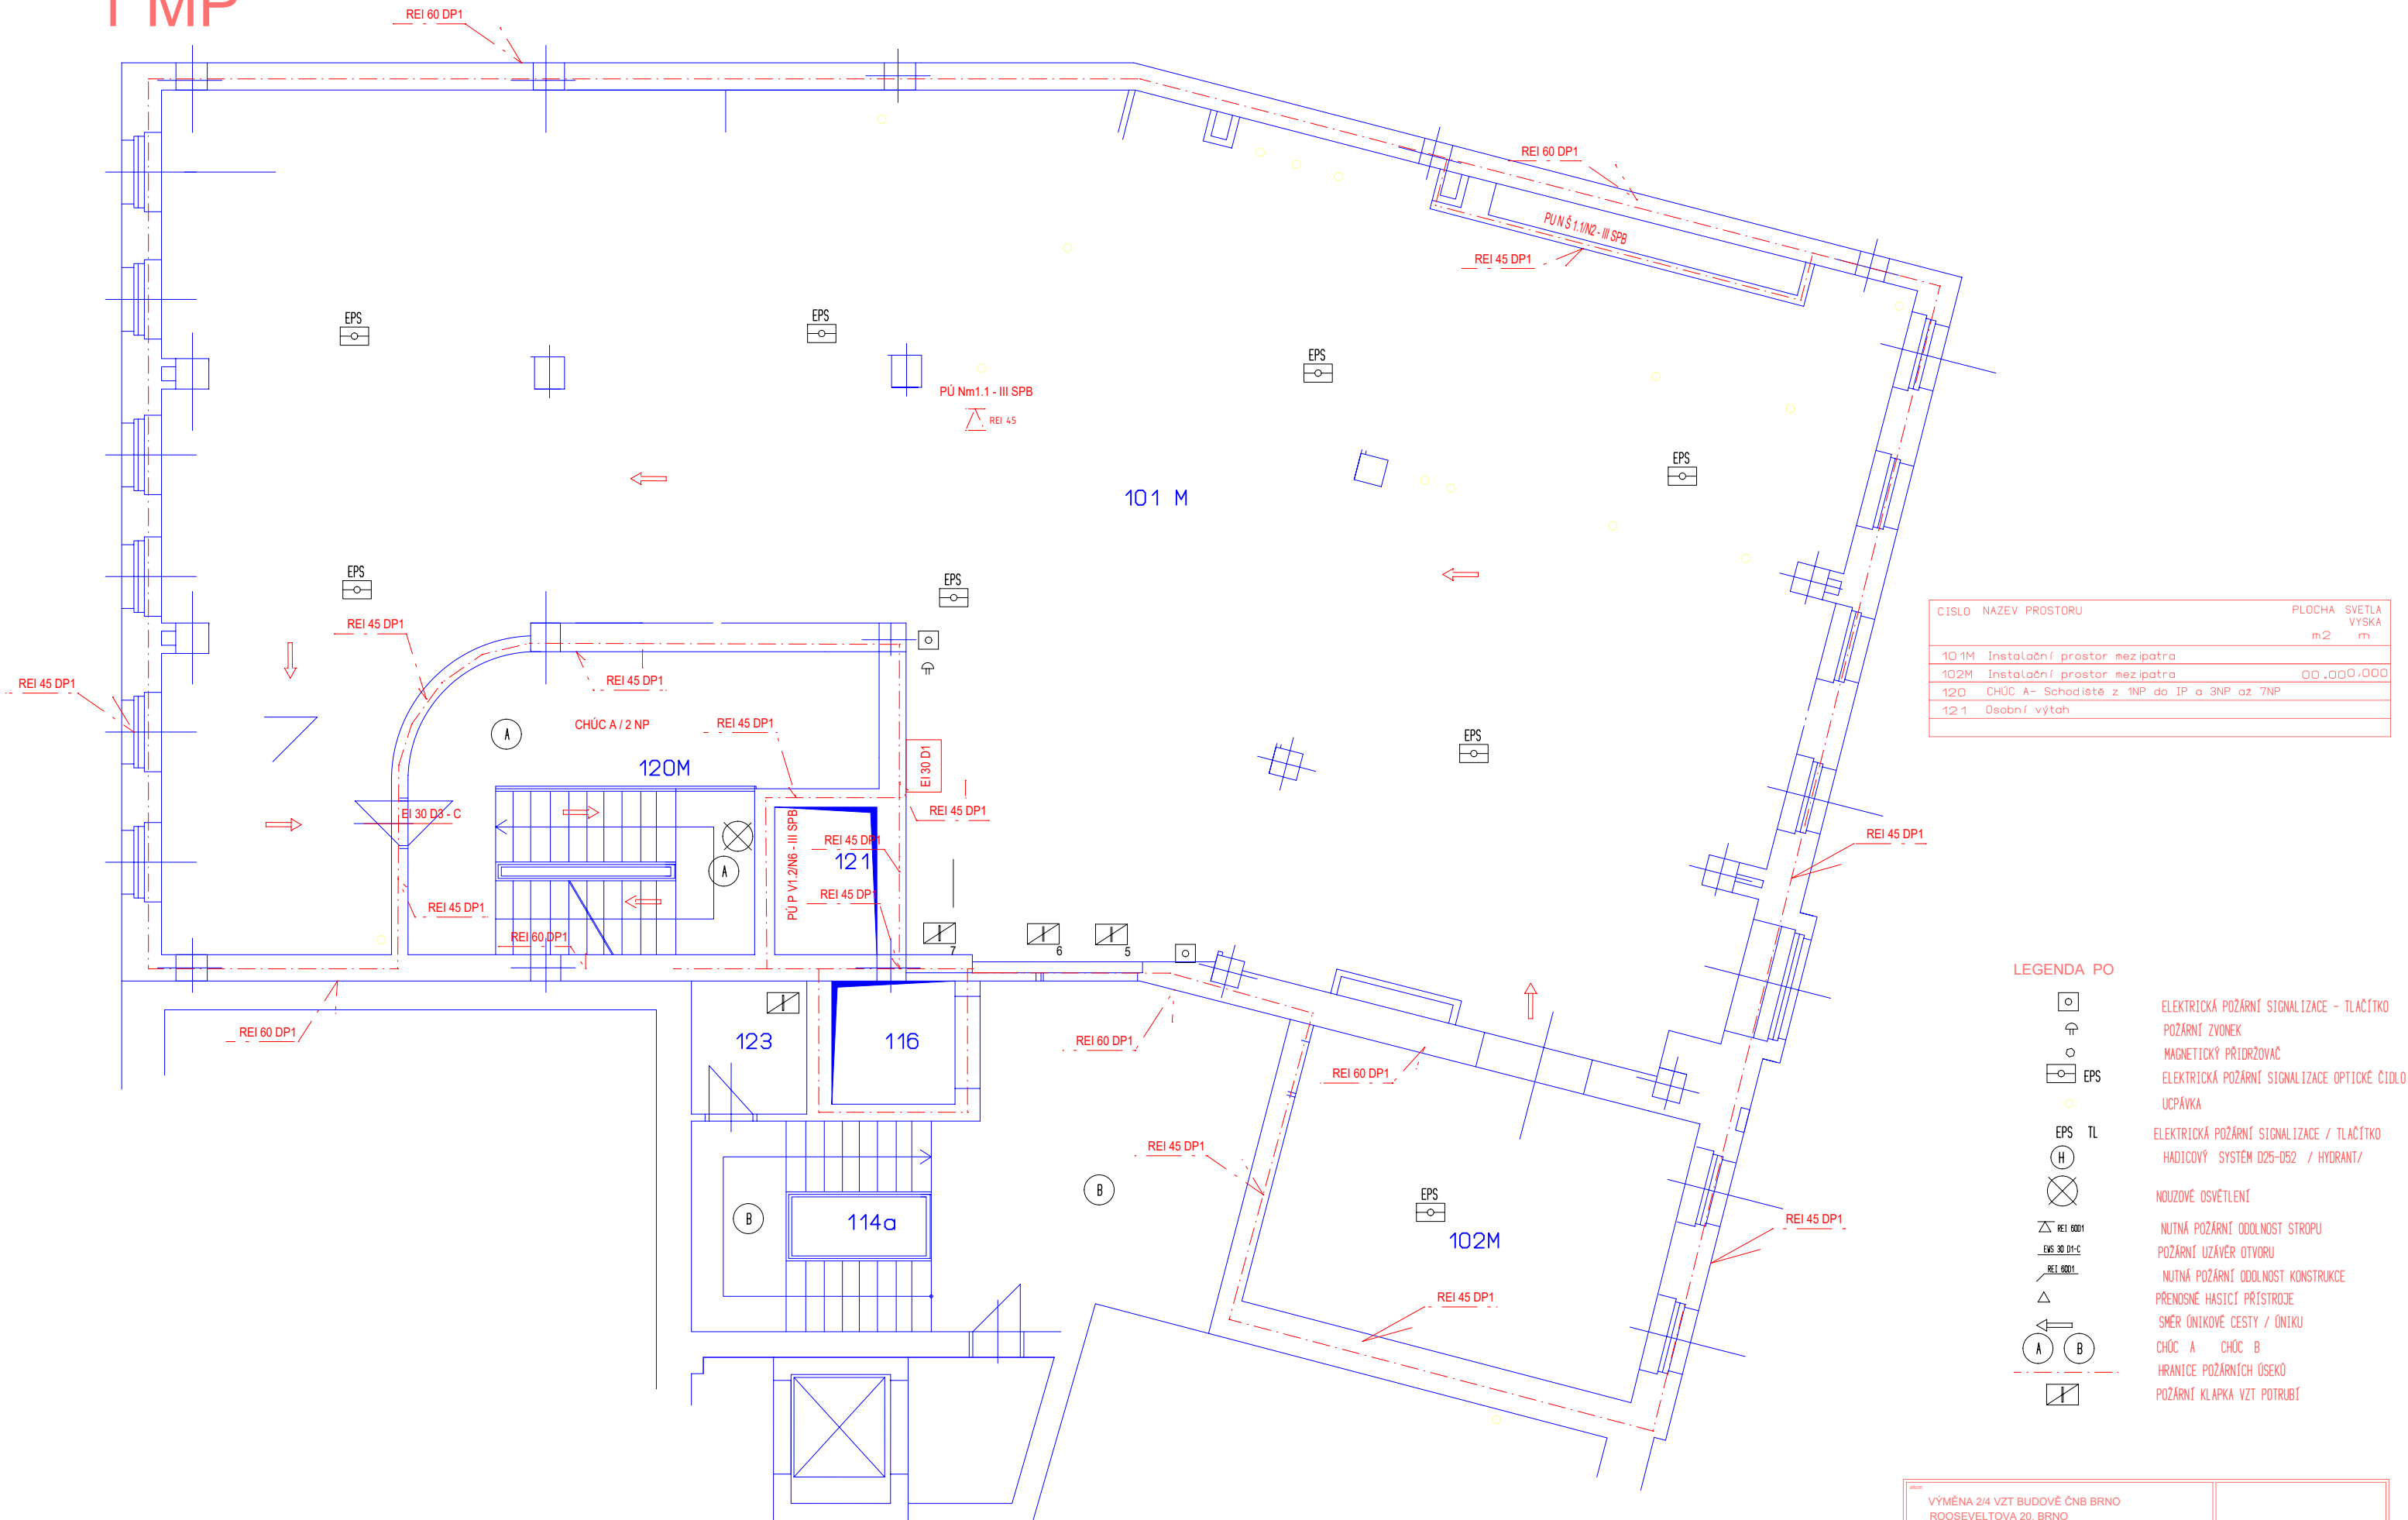 1 MP
REI 60 DP1
REI 60 DP1
PU N Š 1.1/N2 - III SPB
REI 45 DP1
EPS
EPS
EPS
PÚ Nm1.1 - III SPB
REI 45
EPS
101 M
EPS
EPS
REI 45 DP1
REI 45 DP1
REI 45 DP1
CHÚC A / 2 NP
REI 45 DP1
A
120M
EPS
EI 30 D1
REI 45 DP1
EI 30 D3 - C
PÚ P V1.2/N6 - III SPB
REI 45 DP1
121
A
REI 45 DP1
REI 45 DP1
REI 45 DP1
REI 60 DP1
7
6
5
REI 60 DP1
123
116
REI 60 DP1
REI 60 DP1
REI 45 DP1
B
B
114a
EPS
102M
REI 45 DP1
REI 45 DP1
CISLO NAZEV PROSTORU PLOCHA SVETLA
VYSKA
m2 m
101M Instalační prostor mezipatra
102M Instalační prostor mezipatra 00.000,000
120 CHÚC A- Schodiště z 1NP do IP a 3NP až 7NP
121 Osobní výtah
LEGENDA PO
ELEKTRICKÁ POŽÁRNÍ SIGNALIZACE - TLAČÍTKO
POŽÁRNÍ ZVONEK
MAGNETICKÝ PŘIDRŽOVAČ
EPS ELEKTRICKÁ POŽÁRNÍ SIGNALIZACE OPTICKÉ ČIDLO
UCPÁVKA
EPS TL ELEKTRICKÁ POŽÁRNÍ SIGNALIZACE / TLAČÍTKO
H HADICOVÝ SYSTÉM D25-D52 / HYDRANT/
NOUZOVÉ OSVĚTLENÍ
REI 60D1 NUTNÁ POŽÁRNÍ ODOLNOST STROPU
EWS 30 D1-C POŽÁRNÍ UZÁVĚR OTVORU
REI 60D1 NUTNÁ POŽÁRNÍ ODOLNOST KONSTRUKCE
PŘENOSNÉ HASICÍ PŘÍSTROJE
SMĚR ÚNIKOVÉ CESTY / ÚNIKU
A B CHÚC A CHÚC B
HRANICE POŽÁRNÍCH ÚSEKŮ
POŽÁRNÍ KLAPKA VZT POTRUBÍ
akce:
VÝMĚNA 2/4 VZT BUDOVĚ ČNB BRNO
ROOSEVELTOVA 20, BRNO